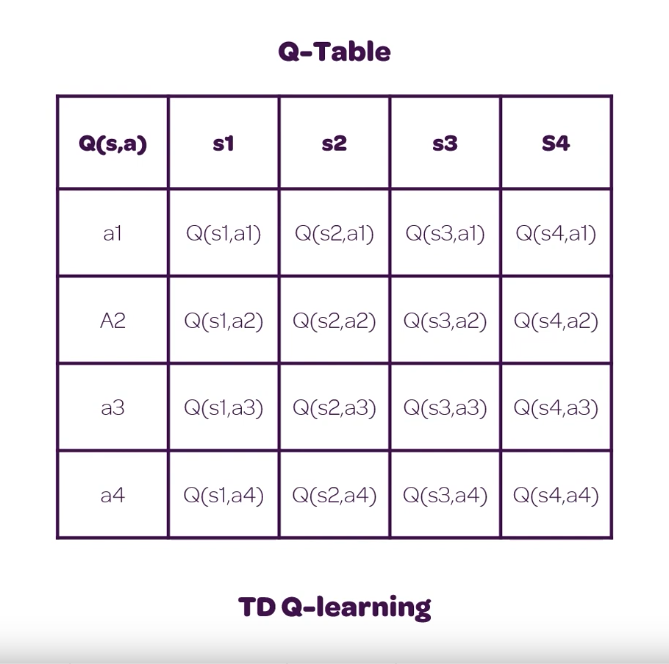 Q-Table
Q(s,a) s1 s2 s3 S4
a1 Q(s1,a1) Q(s2,a1) Q(s3,a1) Q(s4,a1)
A2 Q(s1,a2) Q(s2,a2) Q(s3,a2) Q(s4,a2)
a3 Q(s1,a3) Q(s2,a3) Q(s3,a3) Q(s4,a3)
a4 Q(s1,a4) Q(s2,a4) Q(s3,a4) Q(s4,a4)
TD Q-learning